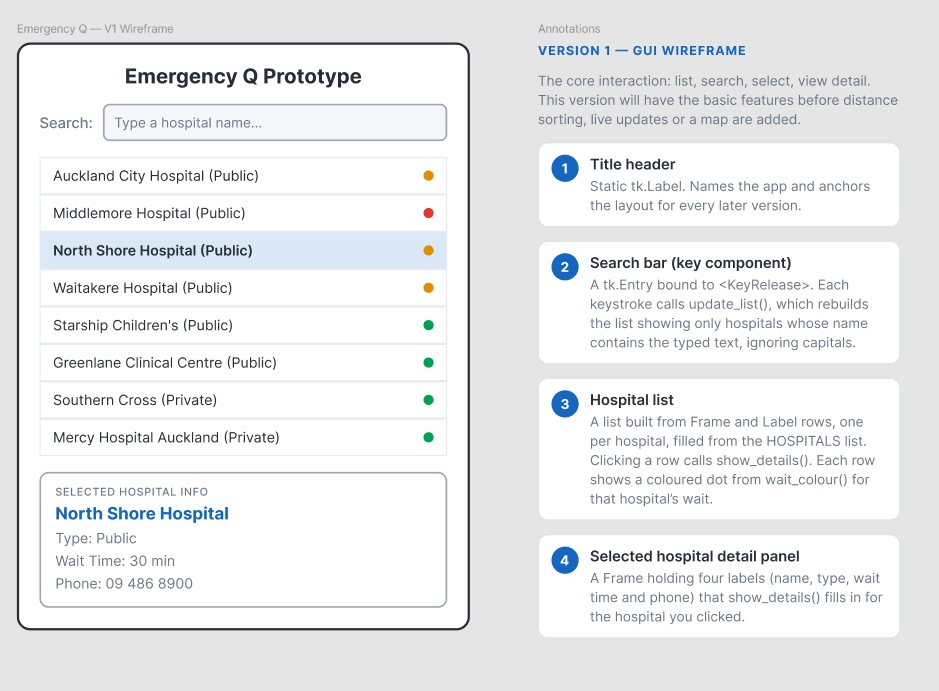 Emergency Q — V1 Wireframe
Emergency Q Prototype
Search:
Type a hospital name...
Auckland City Hospital (Public)
Middlemore Hospital (Public)
North Shore Hospital (Public)
Waitakere Hospital (Public)
Starship Children's (Public)
Greenlane Clinical Centre (Public)
Southern Cross (Private)
Mercy Hospital Auckland (Private)
SELECTED HOSPITAL INFO
North Shore Hospital
Type: Public
Wait Time: 30 min
Phone: 09 486 8900
Annotations
VERSION 1 — GUI WIREFRAME
The core interaction: list, search, select, view detail.
This version will have the basic features before distance
sorting, live updates or a map are added.
1
Title header
Static tk.Label. Names the app and anchors
the layout for every later version.
2
Search bar (key component)
A tk.Entry bound to <KeyRelease>. Each
keystroke calls update_list(), which rebuilds
the list showing only hospitals whose name
contains the typed text, ignoring capitals.
3
Hospital list
A list built from Frame and Label rows, one
per hospital, filled from the HOSPITALS list.
Clicking a row calls show_details(). Each row
shows a coloured dot from wait_colour() for
that hospital’s wait.
4
Selected hospital detail panel
A Frame holding four labels (name, type, wait
time and phone) that show_details() fills in for
the hospital you clicked.